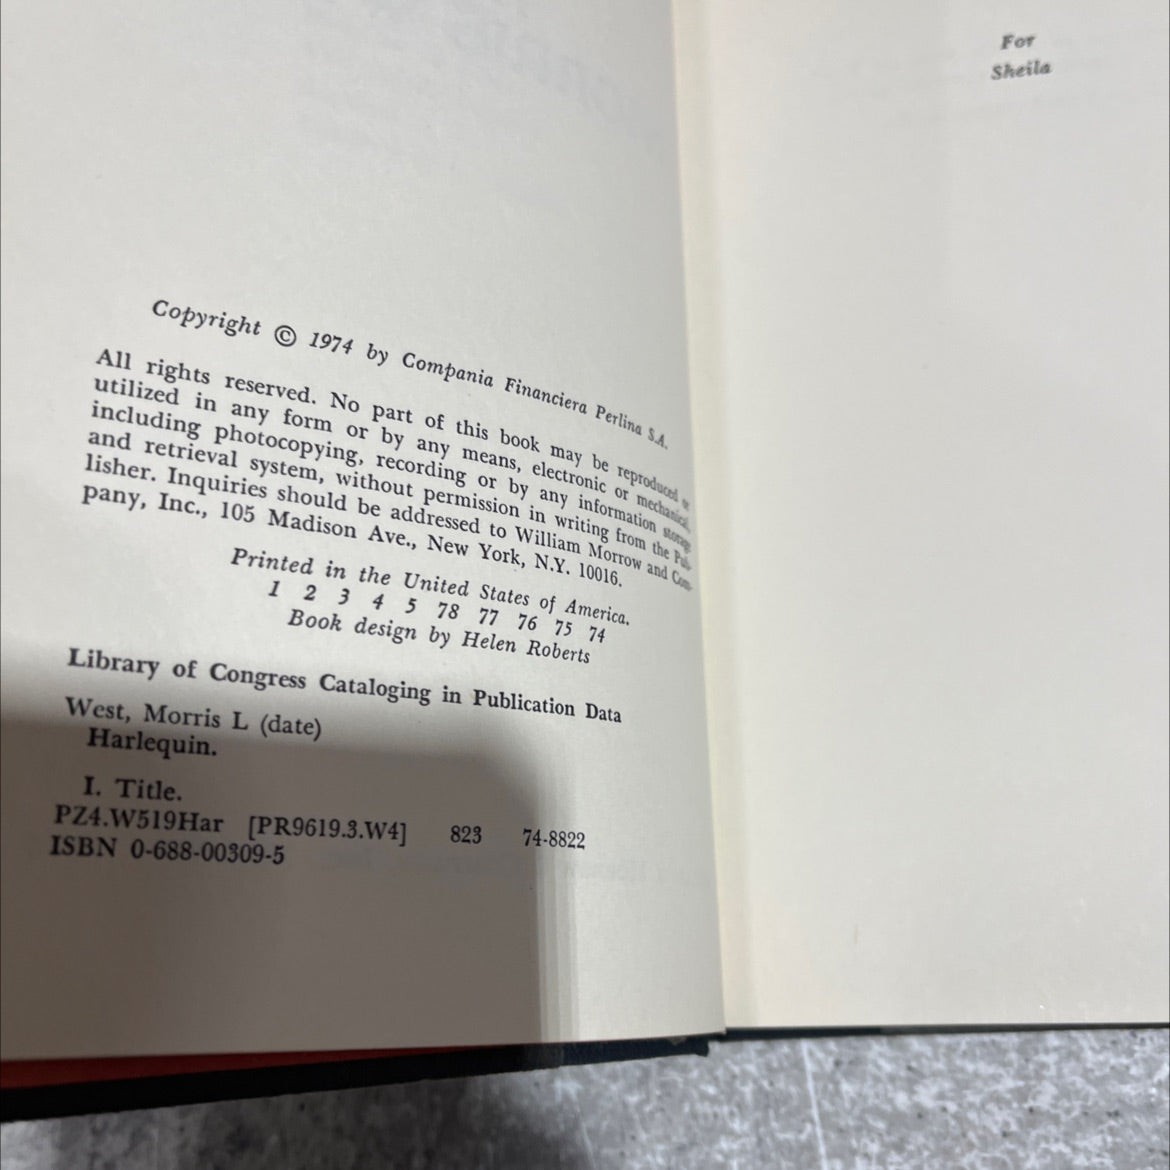 Copyright © 1974 by Compania Financiera Perlina S.A.
All rights reserved. No part of this book may be reproduced or
utilized in any form or by any means, electronic or mechanical,
including photocopying, recording or by any information storage
and retrieval system, without permission in writing from the Pub-
lisher. Inquiries should be addressed to William Morrow and Com-
pany, Inc., 105 Madison Ave., New York, N.Y. 10016.
Printed in the United States of America.
1 2 3 4 5 78 77 76 75 74
Book design by Helen Roberts
Library of Congress Cataloging in Publication Data
West, Morris L (date)
Harlequin.
I. Title.
PZ4.W519Har [PR9619.3.W4] 823 74-8822
ISBN 0-688-00309-5
For
Sheila